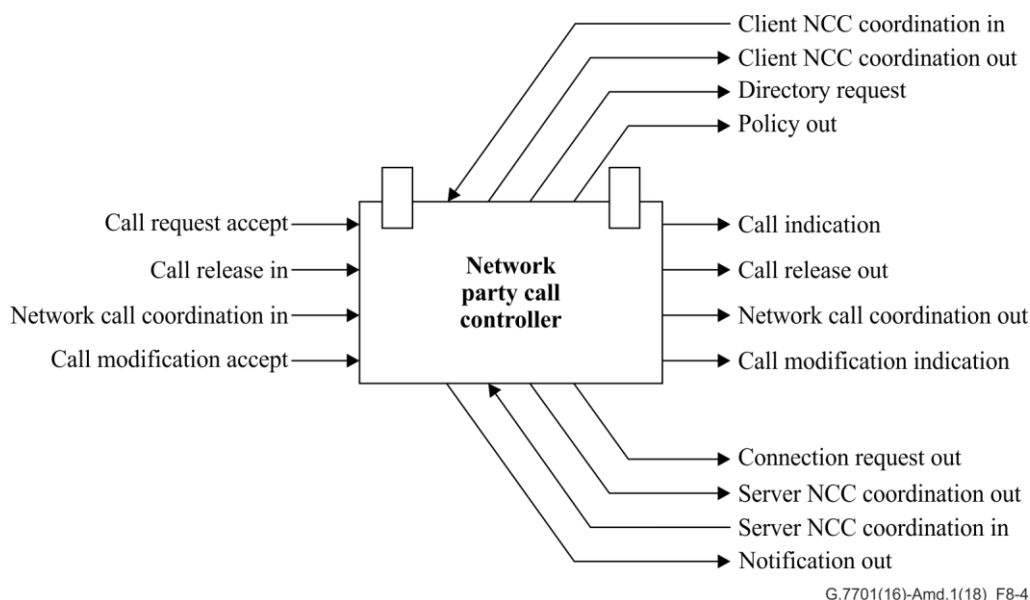 Client NCC coordination in
Client NCC coordination out
Directory request
Policy out
Call request accept
Call release in
Network call coordination in
Call modification accept
Network
party call
controller
Call indication
Call release out
Network call coordination out
Call modification indication
Connection request out
Server NCC coordination out
Server NCC coordination in
Notification out
G.7701(16)-Amd.1(18)_F8-4